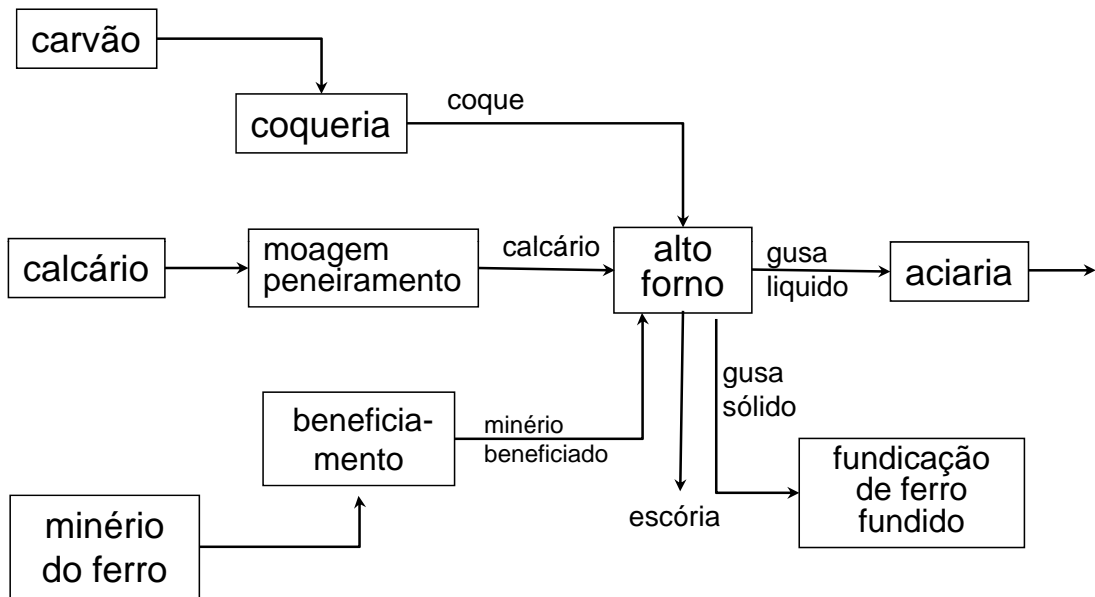 carvão
coqueria
coque
calcário
moagem
peneiramento
calcário
alto
forno
gusa
liquido
aciaria
gusa
sólido
beneficia-
mento
minério
beneficiado
escória
fundicação
de ferro
fundido
minério
do ferro